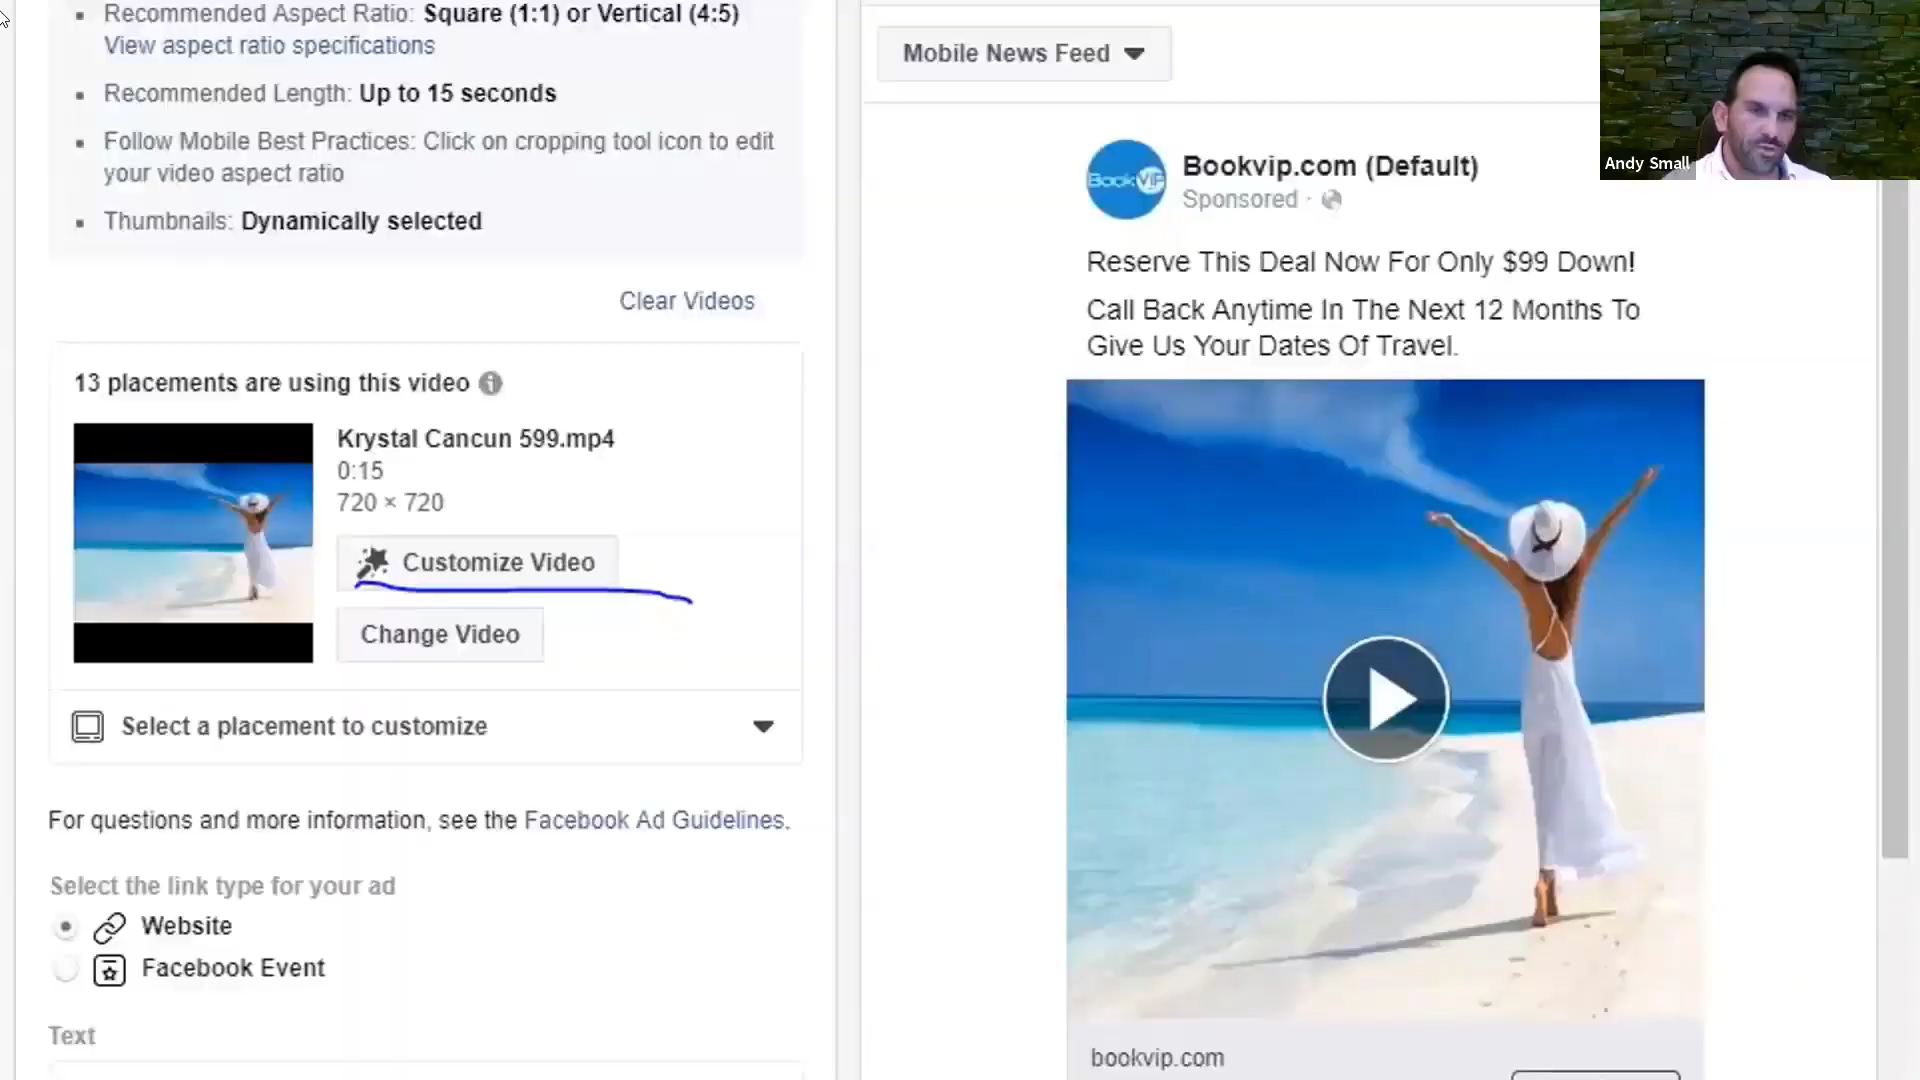 Recommended Aspect Ratio: Square (1:1) or Vertical (4:5)
View aspect ratio specifications
Recommended Length: Up to 15 seconds
Follow Mobile Best Practices: Click on cropping tool icon to edit
your video aspect ratio
Thumbnails: Dynamically selected
Clear Videos
13 placements are using this video
Krystal Cancun 599.mp4
0:15
720 × 720
Customize Video
Change Video
Select a placement to customize
For questions and more information, see the Facebook Ad Guidelines.
Select the link type for your ad
Website
Facebook Event
Text
Mobile News Feed
BookVIP
Bookvip.com (Default)
Sponsored ·
Reserve This Deal Now For Only $99 Down!
Call Back Anytime In The Next 12 Months To
Give Us Your Dates Of Travel.
bookvip.com
Andy Small